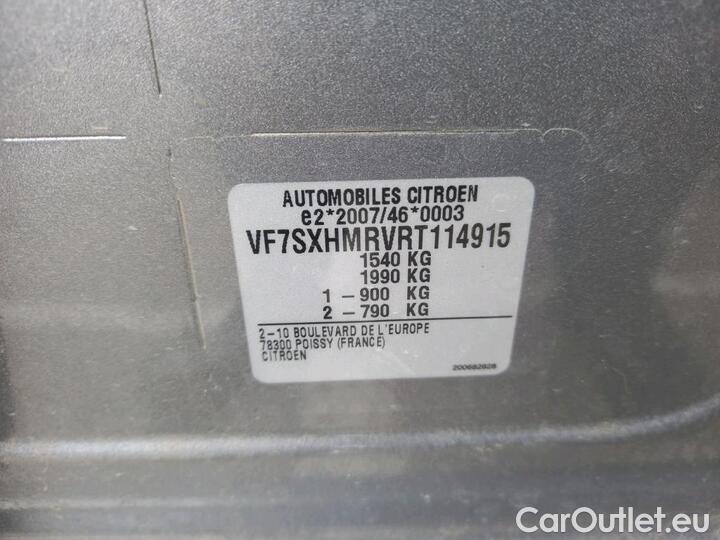 AUTOMOBILES CITROEN
e2*2007/46*0003
VF7SXHMRVRT114915
1540 KG
1990 KG
1 – 900 KG
2 – 790 KG
2–10 BOULEVARD DE L'EUROPE
78300 POISSY (FRANCE)
CITROEN
200682828
CarOutlet.eu